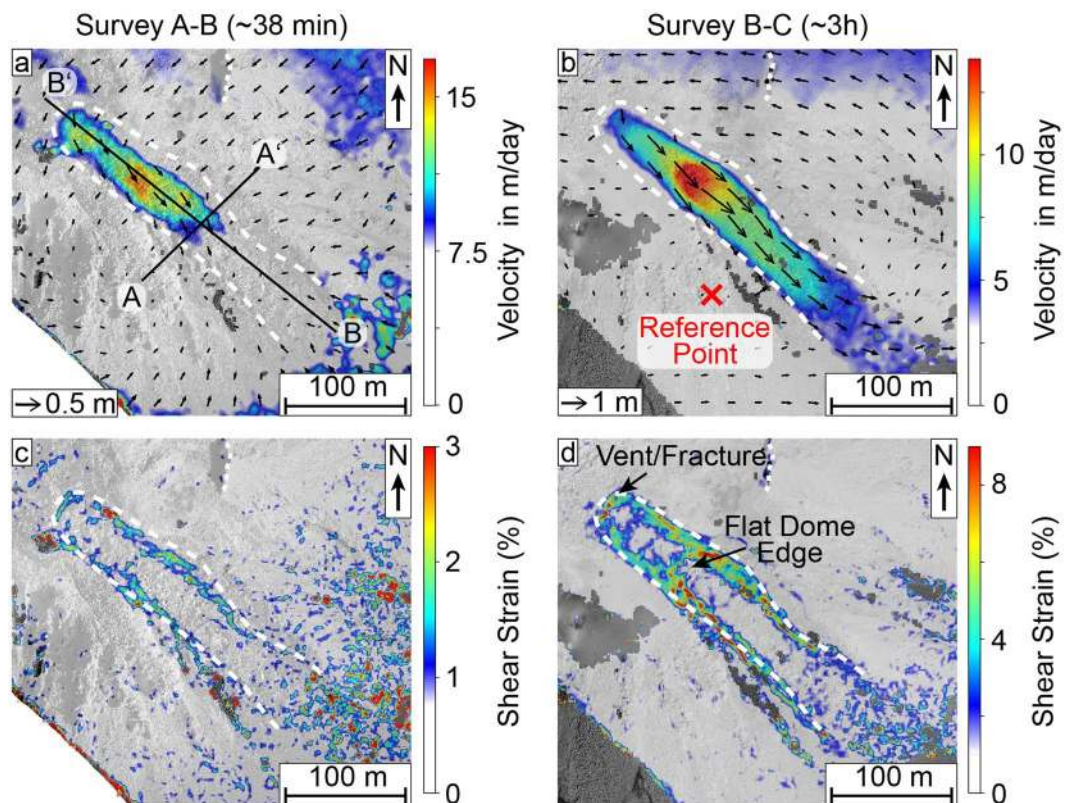 Survey A-B (~38 min)
Survey B-C (~3h)
a
B‘
A‘
A
B
N
→ 0.5 m
100 m
15
7.5
0
Velocity in m/day
b
N
Reference
Point
→ 1 m
100 m
10
5
0
Velocity in m/day
c
N
100 m
3
2
1
0
Shear Strain (%)
d
Vent/Fracture
Flat Dome
Edge
N
100 m
8
4
0
Shear Strain (%)